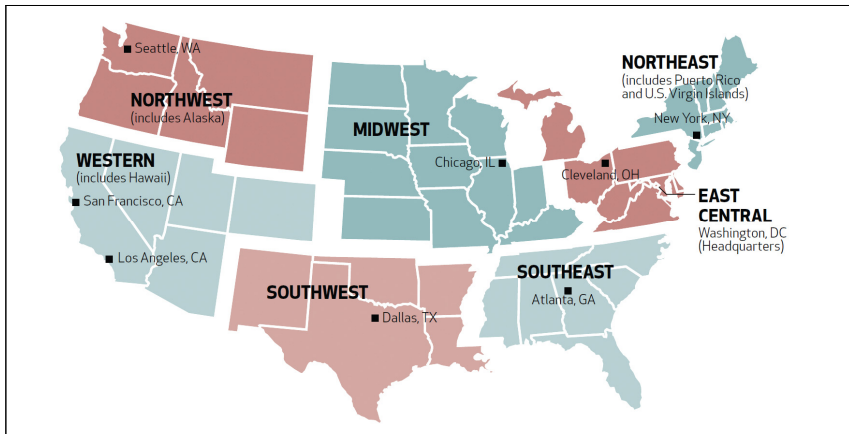 Seattle, WA
NORTHWEST
(includes Alaska)
WESTERN
(includes Hawaii)
San Francisco, CA
Los Angeles, CA
MIDWEST
Chicago, IL
SOUTHWEST
Dallas, TX
NORTHEAST
(includes Puerto Rico
and U.S. Virgin Islands)
New York, NY
Cleveland, OH
EAST
CENTRAL
Washington, DC
(Headquarters)
SOUTHEAST
Atlanta, GA